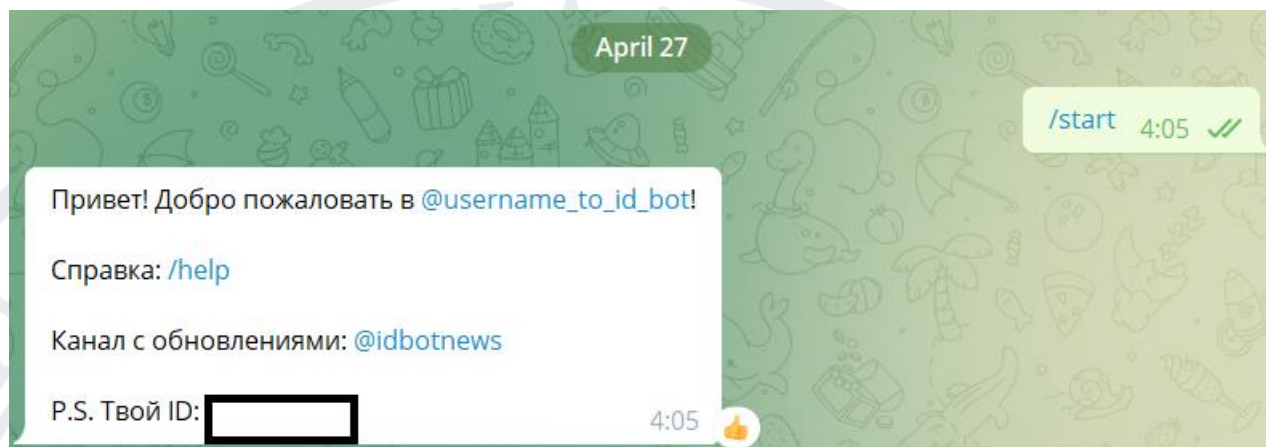 April 27
/start 4:05
Привет! Добро пожаловать в @username_to_id_bot!
Справка: /help
Канал с обновлениями: @idbotnews
P.S. Твой ID:
4:05